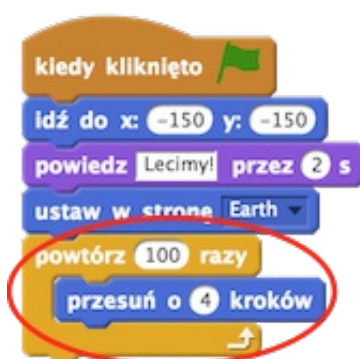 kiedy kliknięto
idź do x: -150 y: -150
powiedz Lecimy! przez 2 s
ustaw w stronę Earth
powtórz 100 razy
przesuń o 4 kroków